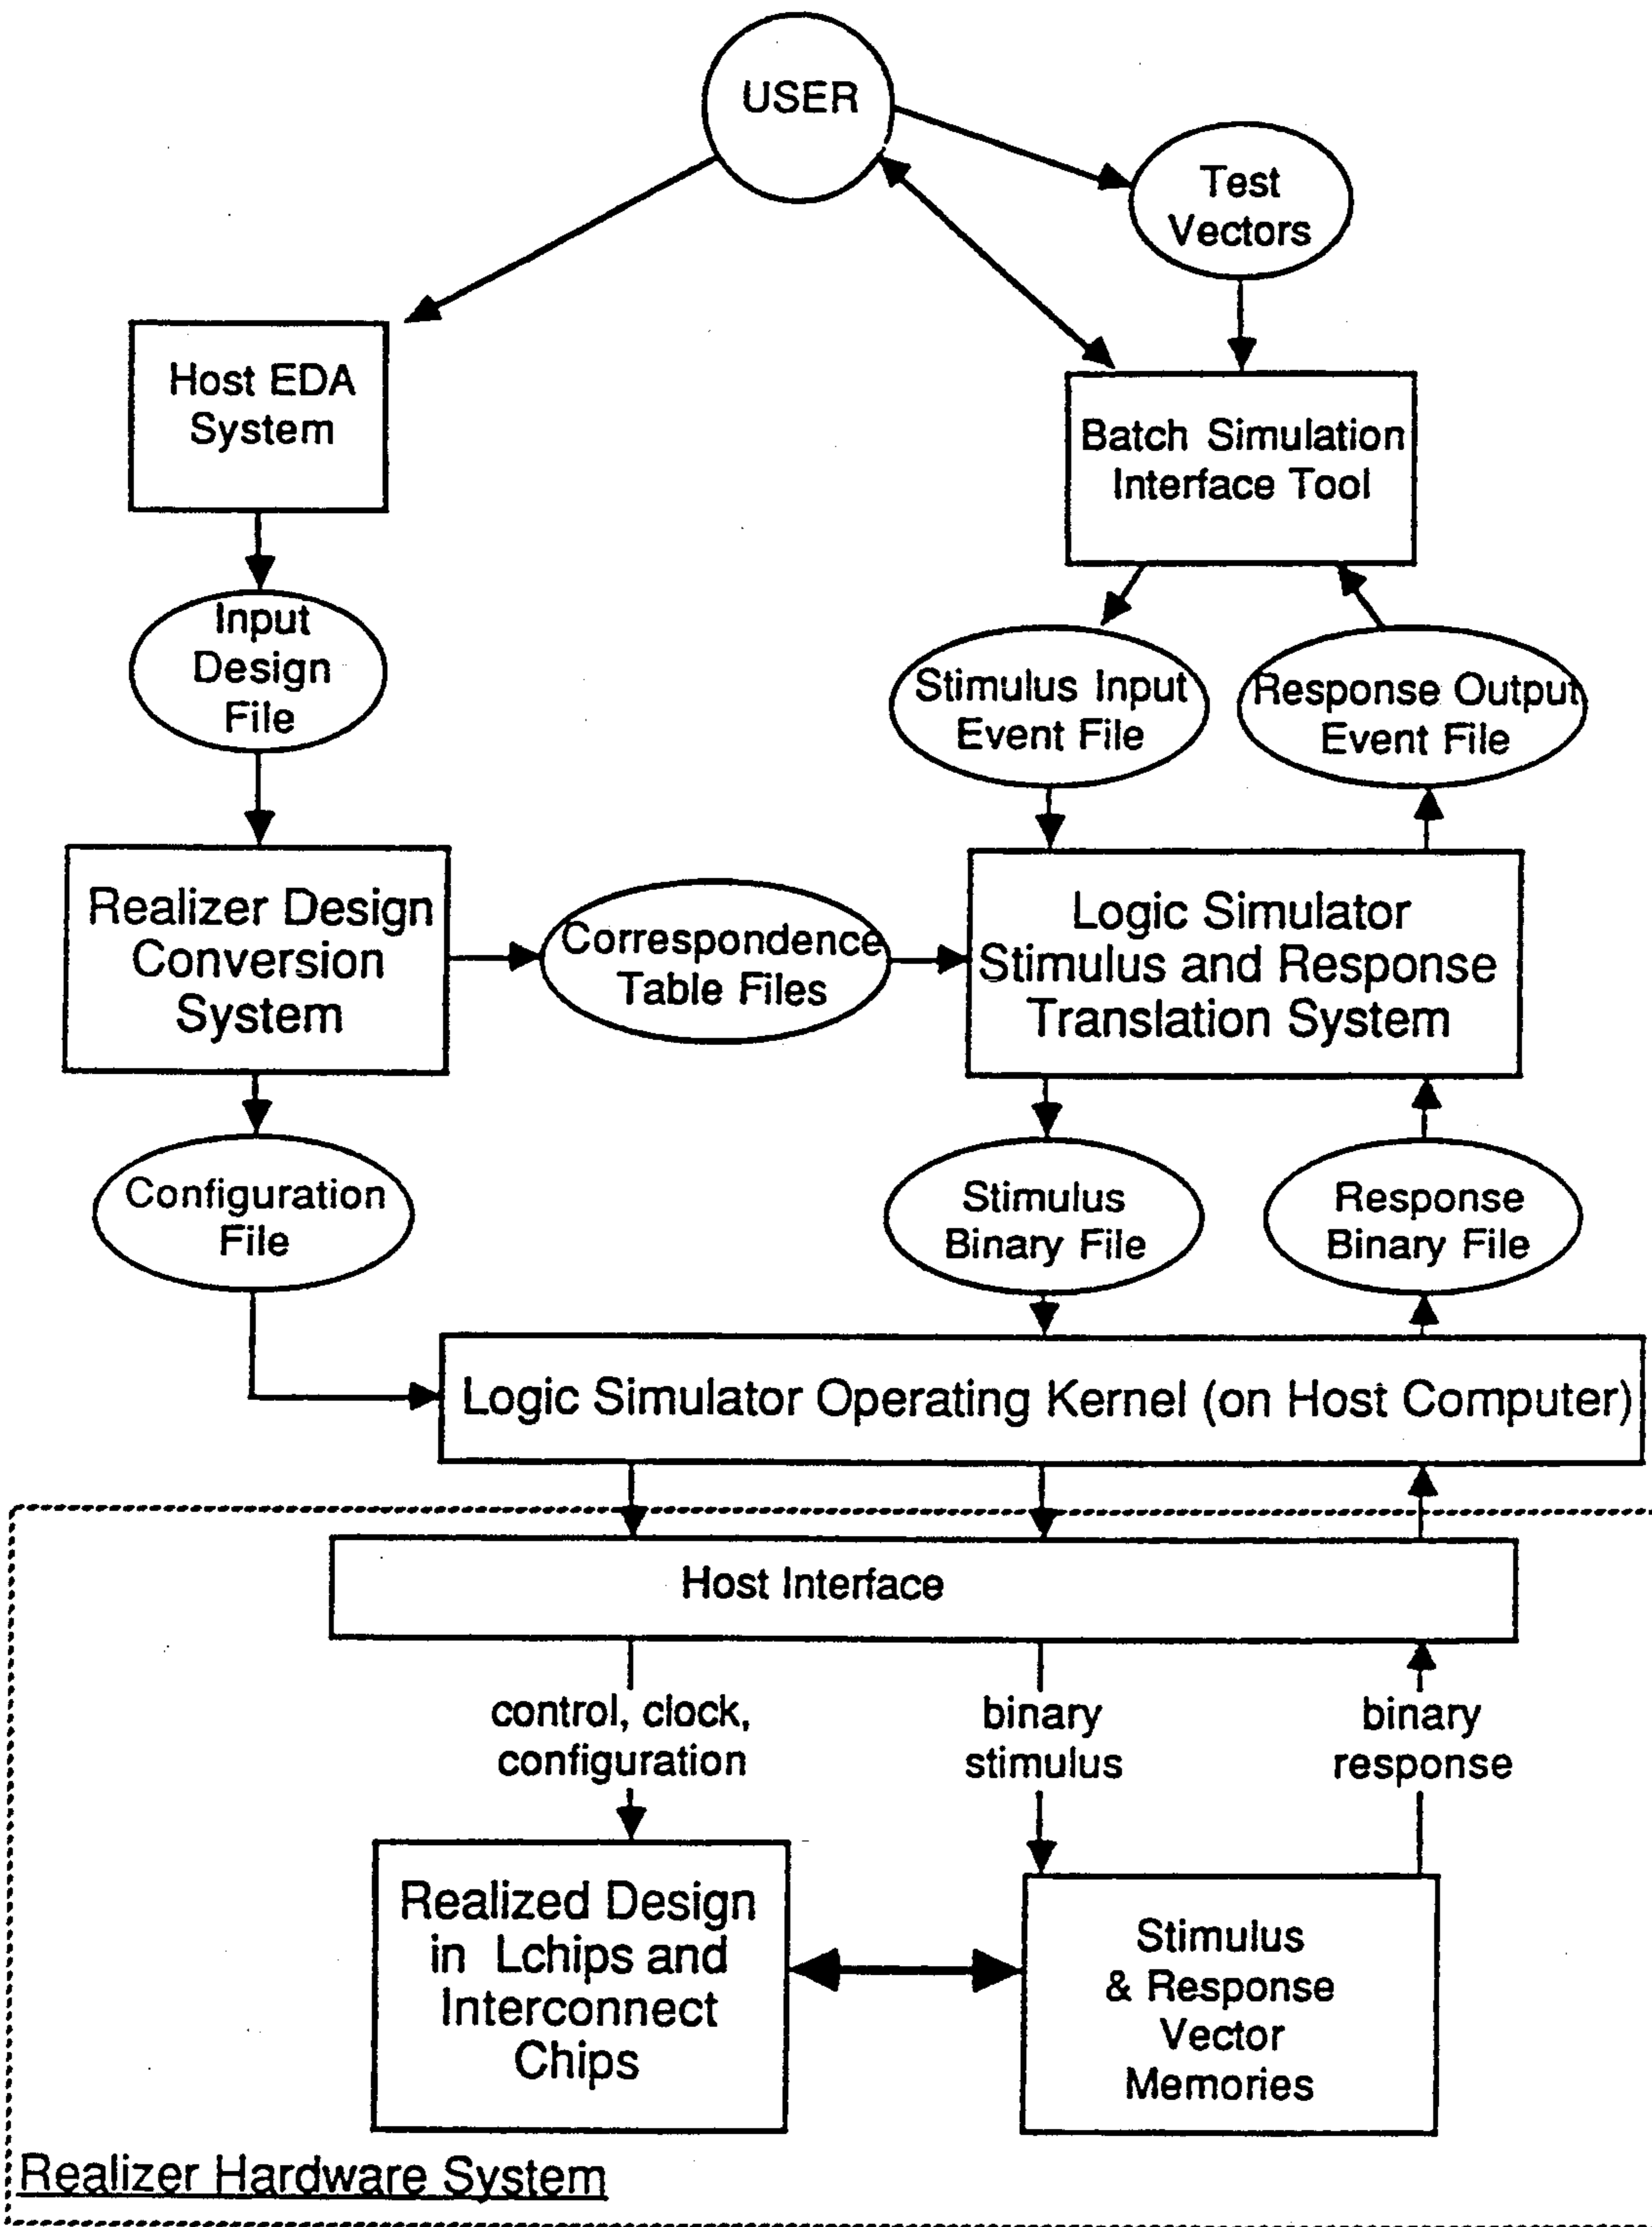 USER
Test
Vectors
Host EDA
System
Batch Simulation
Interface Tool
Input
Design
File
Stimulus Input
Event File
Response Output
Event File
Realizer Design
Conversion
System
Correspondence
Table Files
Logic Simulator
Stimulus and Response
Translation System
Configuration
File
Stimulus
Binary File
Response
Binary File
Logic Simulator Operating Kernel (on Host Computer)
Host Interface
control, clock,
configuration
binary
stimulus
binary
response
Realized Design
in Lchips and
Interconnect
Chips
Stimulus
& Response
Vector
Memories
Realizer Hardware System